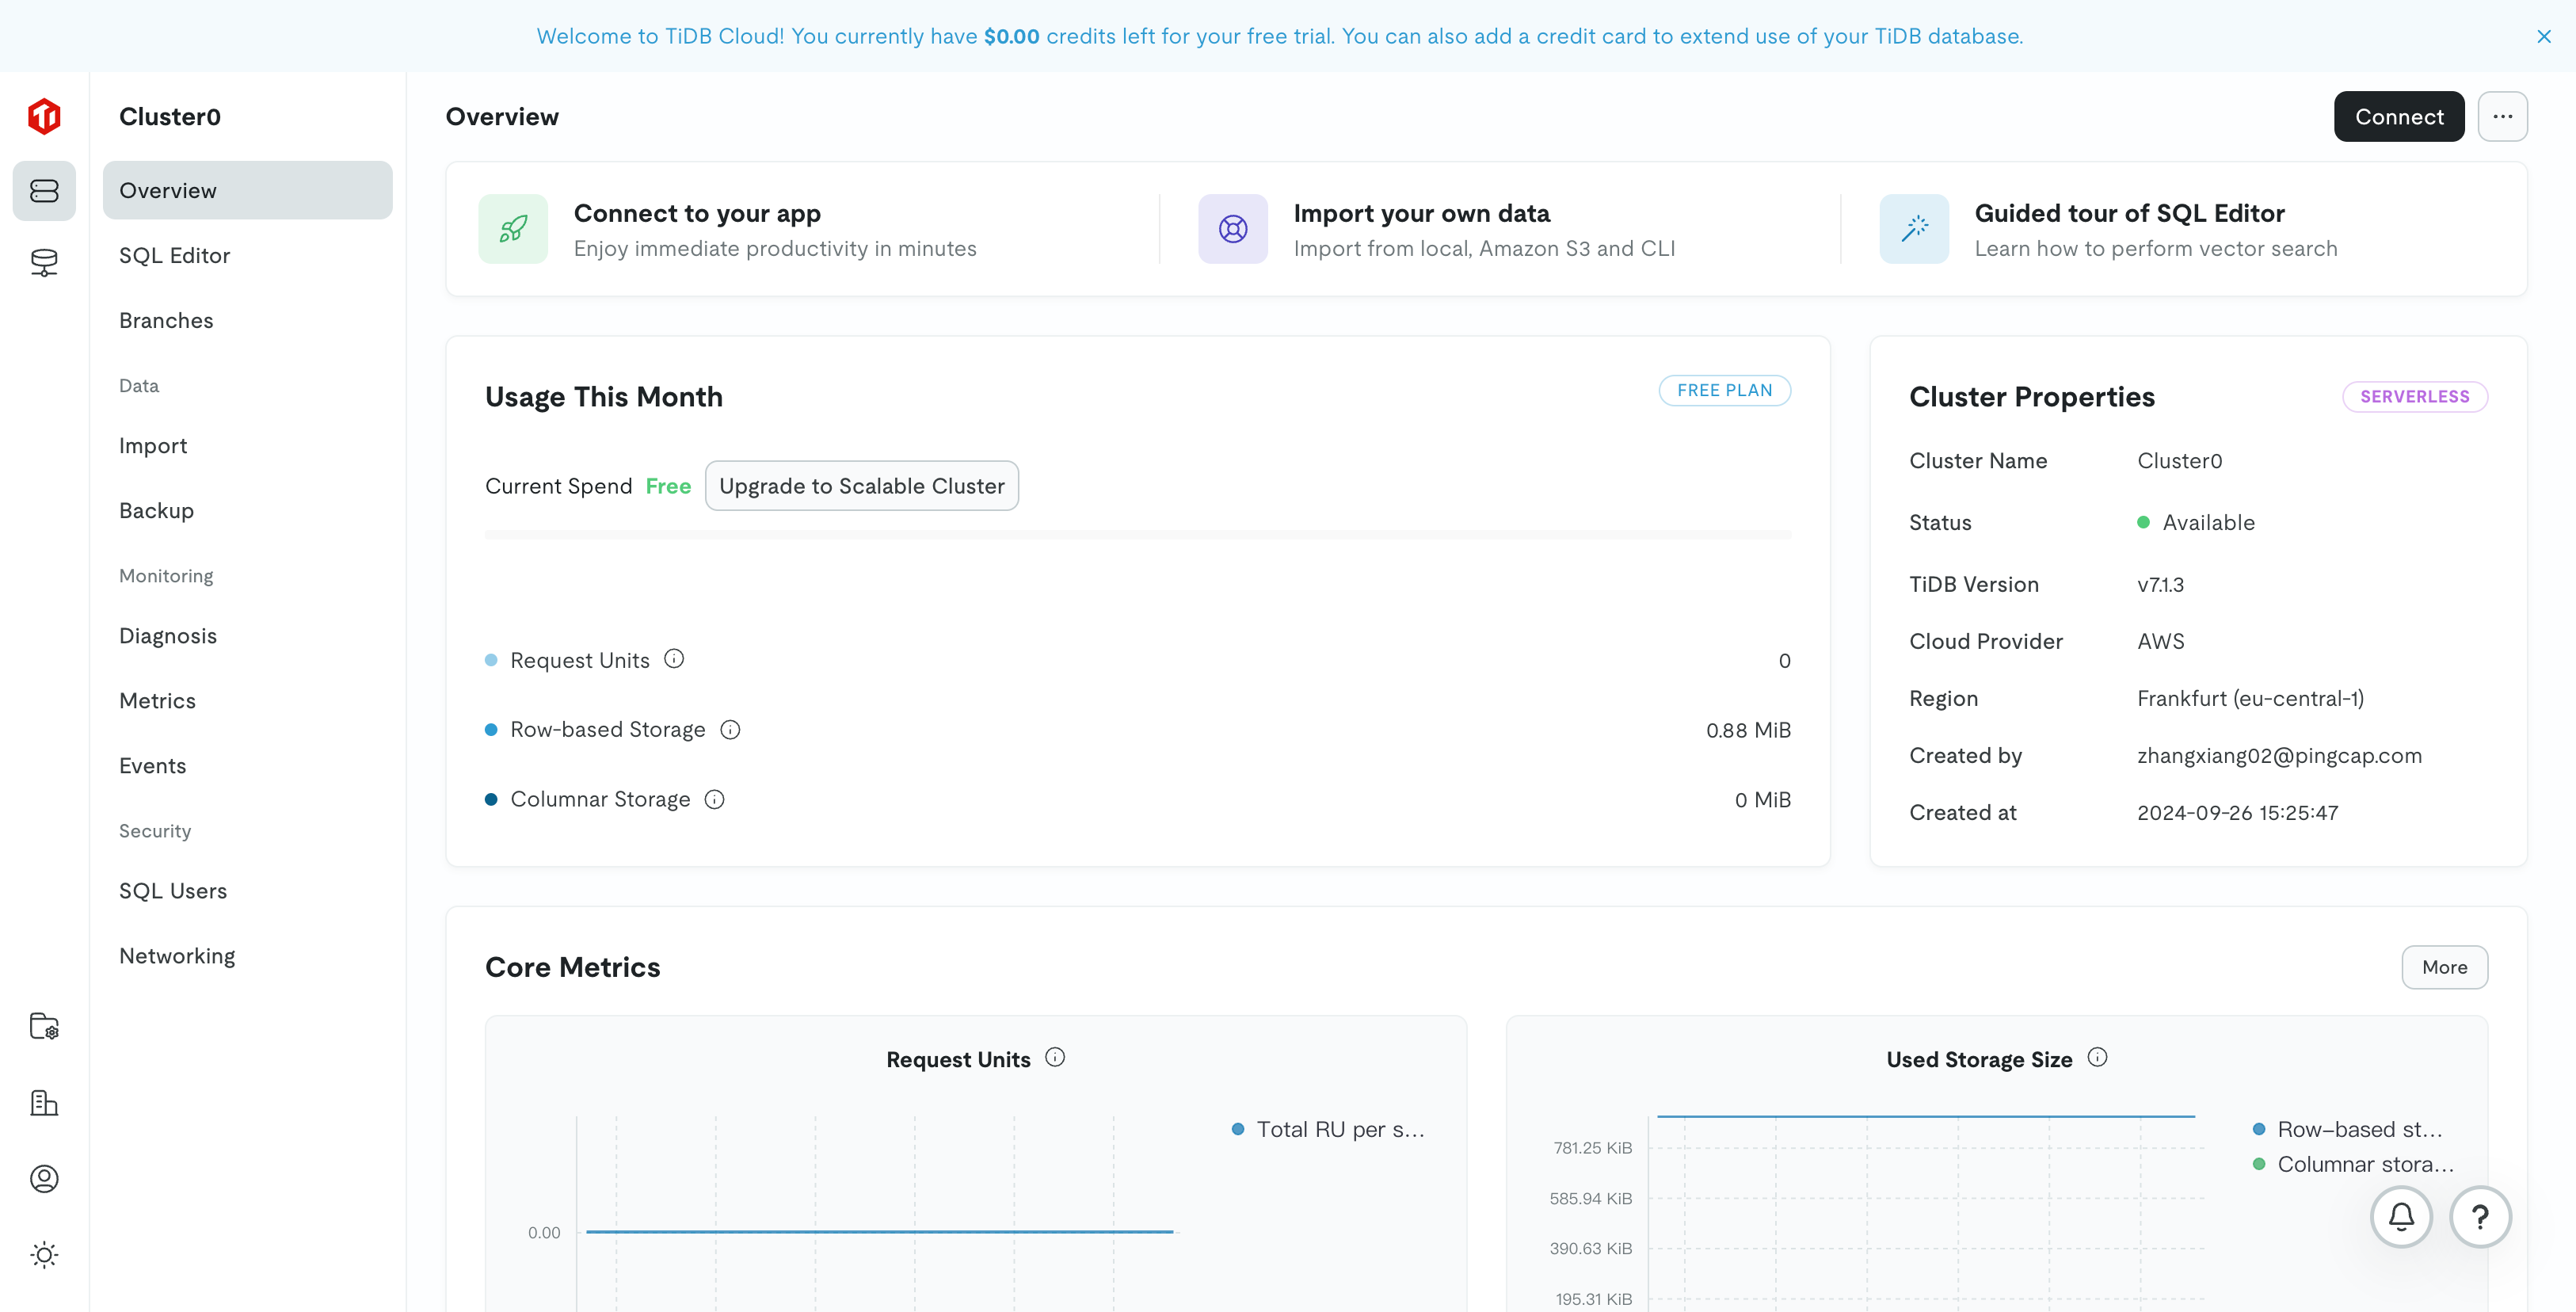 Welcome to TiDB Cloud! You currently have $0.00 credits left for your free trial. You can also add a credit card to extend use of your TiDB database.
Cluster0
Overview
SQL Editor
Branches
Data
Import
Backup
Monitoring
Diagnosis
Metrics
Events
Security
SQL Users
Networking
Overview
Connect
Connect to your app
Enjoy immediate productivity in minutes
Import your own data
Import from local, Amazon S3 and CLI
Guided tour of SQL Editor
Learn how to perform vector search
Usage This Month
FREE PLAN
Current Spend Free Upgrade to Scalable Cluster
Request Units 0
Row-based Storage 0.88 MiB
Columnar Storage 0 MiB
Cluster Properties
SERVERLESS
Cluster Name Cluster0
Status Available
TiDB Version v7.1.3
Cloud Provider AWS
Region Frankfurt (eu-central-1)
Created by zhangxiang02@pingcap.com
Created at 2024-09-26 15:25:47
Core Metrics
More
Request Units
Total RU per s...
0.00
Used Storage Size
Row-based st...
Columnar stora...
781.25 KiB
585.94 KiB
390.63 KiB
195.31 KiB